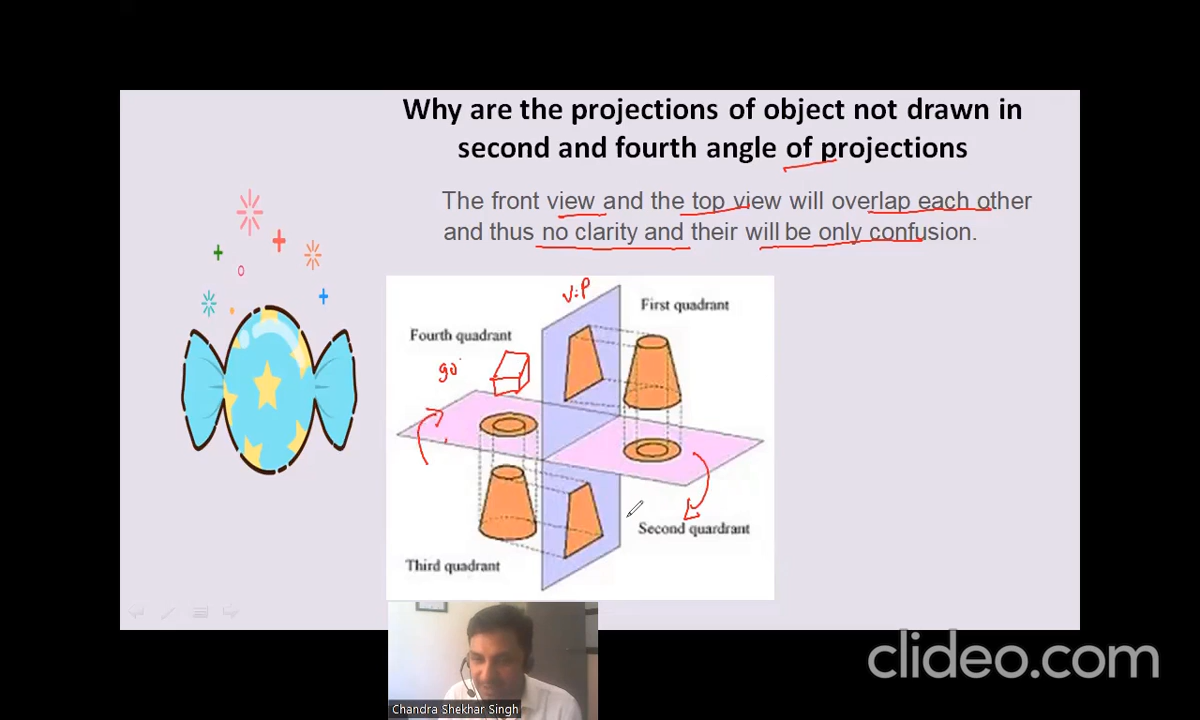 Why are the projections of object not drawn in
second and fourth angle of projections
The front view and the top view will overlap each other
and thus no clarity and their will be only confusion.
V.P
First quadrant
Fourth quadrant
90°
Second quardrant
Third quadrant
clideo.com
Chandra Shekhar Singh